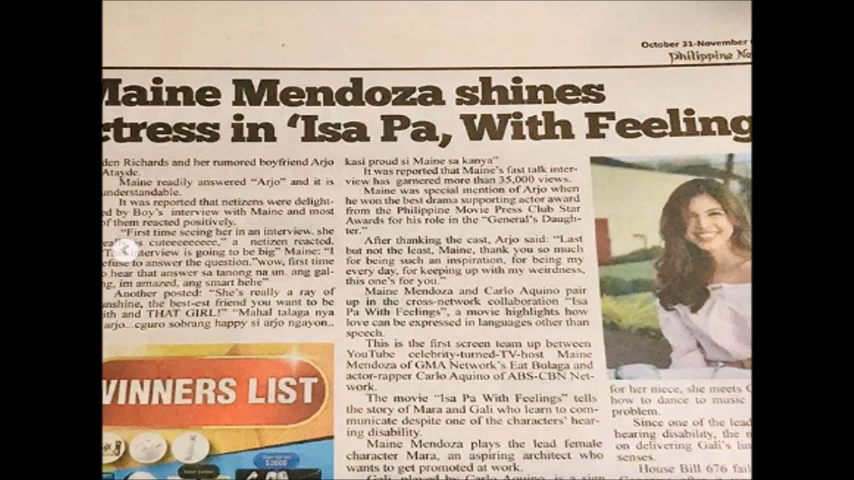 October 31-November
Philippine Ne
Maine Mendoza shines
ctress in ‘Isa Pa, With Feeling
den Richards and her rumored boyfriend Arjo
Atayde.
Maine readily answered “Arjo” and it is
understandable.
It was reported that netizens were delight-
ed by Boy's interview with Maine and most
of them reacted positively.
“First time seeing her in an interview, she
cuteeeeeeeee,” a netizen reacted.
interview is going to be big” Maine: “I
efuse to answer the question.”wow, first time
o hear that answer sa tanong na un. ang gal-
ng, im amazed, ang smart hehe”
Another posted: “She's really a ray of
unshine, the best-est friend you want to be
ith and THAT GIRL!” “Mahal talaga nya
arjo...cguro sobrang happy si arjo ngayon..
WINNERS LIST
kasi proud si Maine sa kanya”
It was reported that Maine's fast talk inter-
view has garnered more than 35,000 views.
Maine was special mention of Arjo when
he won the best drama supporting actor award
from the Philippine Movie Press Club Star
Awards for his role in the “General's Daugh-
ter.”
After thanking the cast, Arjo said: “Last
but not the least, Maine, thank you so much
for being such an inspiration, for being my
every day, for keeping up with my weirdness,
this one's for you.”
Maine Mendoza and Carlo Aquino pair
up in the cross-network collaboration “Isa
Pa With Feelings”, a movie highlights how
love can be expressed in languages other than
speech.
This is the first screen team up between
YouTube celebrity-turned-TV-host Maine
Mendoza of GMA Network's Eat Bulaga and
actor-rapper Carlo Aquino of ABS-CBN Net-
work.
The movie “Isa Pa With Feelings” tells
the story of Mara and Gali who learn to com-
municate despite one of the characters' hear-
ing disability.
Maine Mendoza plays the lead female
character Mara, an aspiring architect who
wants to get promoted at work.
Gali, played by Carlo Aquino, is a sign
for her niece, she meets G
how to dance to music
problem.
Since one of the lead
hearing disability, the m
on delivering Gali's lin
senses.
House Bill 676 fail